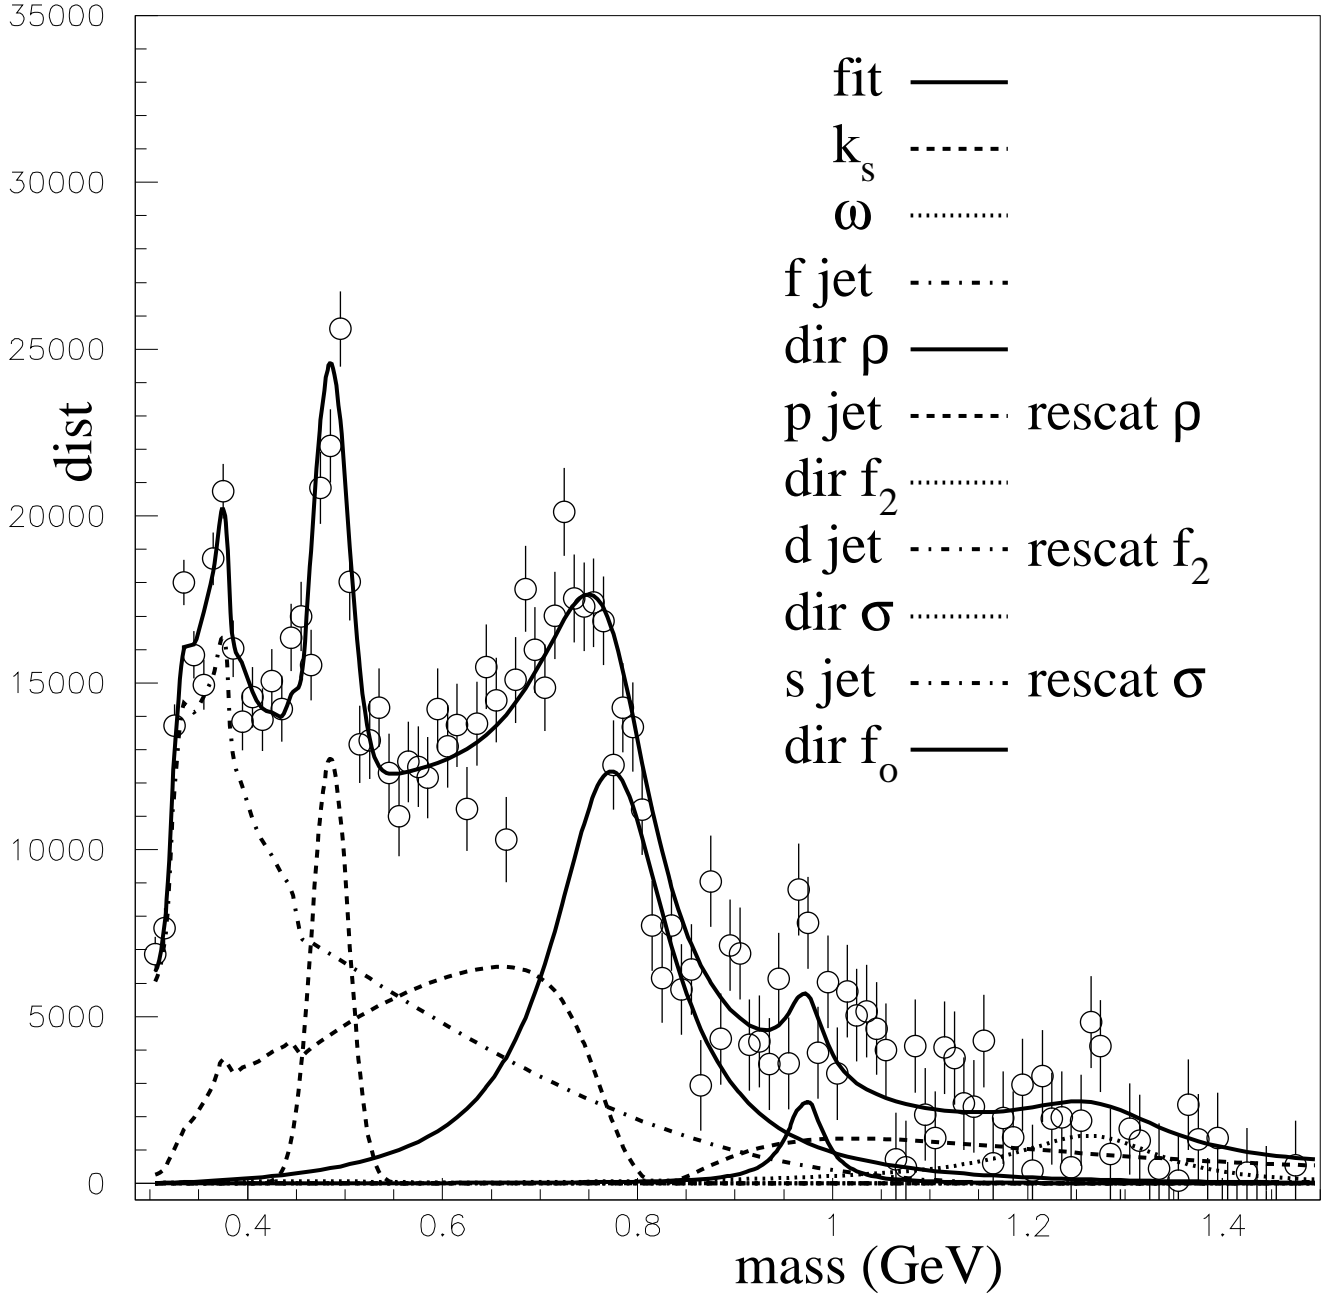 35000
30000
25000
20000
15000
10000
5000
0
dist
fit
k_s
ω
f jet
dir ρ
p jet rescat ρ
dir f_2
d jet rescat f_2
dir σ
s jet rescat σ
dir f_o
0.4 0.6 0.8 1 1.2 1.4
mass (GeV)